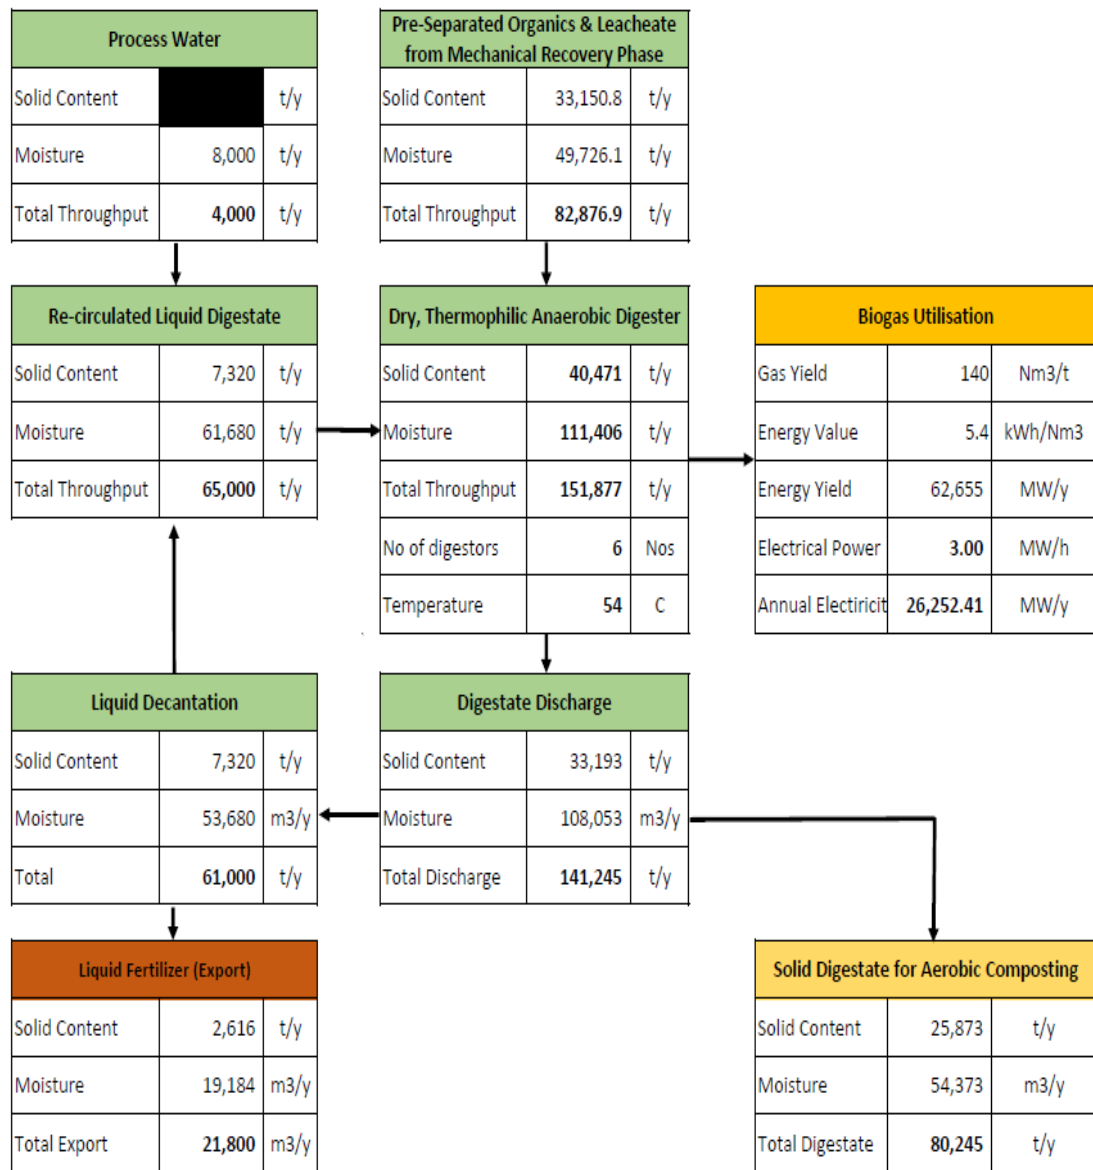 Process Water
Solid Content t/y
Moisture 8,000 t/y
Total Throughput 4,000 t/y
Pre-Separated Organics & Leacheate
from Mechanical Recovery Phase
Solid Content 33,150.8 t/y
Moisture 49,726.1 t/y
Total Throughput 82,876.9 t/y
Re-circulated Liquid Digestate
Solid Content 7,320 t/y
Moisture 61,680 t/y
Total Throughput 65,000 t/y
Dry, Thermophilic Anaerobic Digester
Solid Content 40,471 t/y
Moisture 111,406 t/y
Total Throughput 151,877 t/y
No of digestors 6 Nos
Temperature 54 C
Biogas Utilisation
Gas Yield 140 Nm3/t
Energy Value 5.4 kWh/Nm3
Energy Yield 62,655 MW/y
Electrical Power 3.00 MW/h
Annual Electiricit 26,252.41 MW/y
Liquid Decantation
Solid Content 7,320 t/y
Moisture 53,680 m3/y
Total 61,000 t/y
Digestate Discharge
Solid Content 33,193 t/y
Moisture 108,053 m3/y
Total Discharge 141,245 t/y
Liquid Fertilizer (Export)
Solid Content 2,616 t/y
Moisture 19,184 m3/y
Total Export 21,800 m3/y
Solid Digestate for Aerobic Composting
Solid Content 25,873 t/y
Moisture 54,373 m3/y
Total Digestate 80,245 t/y